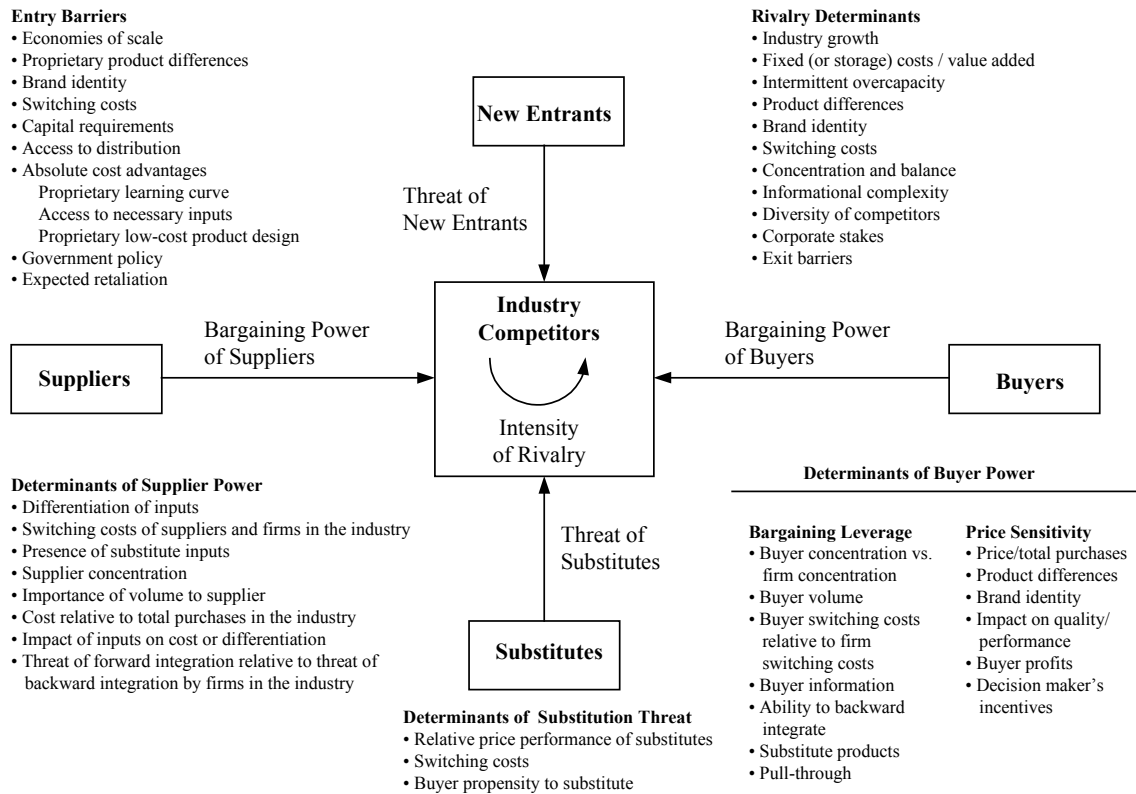 Entry Barriers
• Economies of scale
• Proprietary product differences
• Brand identity
• Switching costs
• Capital requirements
• Access to distribution
• Absolute cost advantages
Proprietary learning curve
Access to necessary inputs
Proprietary low-cost product design
• Government policy
• Expected retaliation
New Entrants
Threat of
New Entrants
Rivalry Determinants
• Industry growth
• Fixed (or storage) costs / value added
• Intermittent overcapacity
• Product differences
• Brand identity
• Switching costs
• Concentration and balance
• Informational complexity
• Diversity of competitors
• Corporate stakes
• Exit barriers
Suppliers
Bargaining Power
of Suppliers
Industry
Competitors
Intensity
of Rivalry
Bargaining Power
of Buyers
Buyers
Determinants of Supplier Power
• Differentiation of inputs
• Switching costs of suppliers and firms in the industry
• Presence of substitute inputs
• Supplier concentration
• Importance of volume to supplier
• Cost relative to total purchases in the industry
• Impact of inputs on cost or differentiation
• Threat of forward integration relative to threat of
backward integration by firms in the industry
Threat of
Substitutes
Substitutes
Determinants of Substitution Threat
• Relative price performance of substitutes
• Switching costs
• Buyer propensity to substitute
Determinants of Buyer Power
Bargaining Leverage
• Buyer concentration vs.
firm concentration
• Buyer volume
• Buyer switching costs
relative to firm
switching costs
• Buyer information
• Ability to backward
integrate
• Substitute products
• Pull-through
Price Sensitivity
• Price/total purchases
• Product differences
• Brand identity
• Impact on quality/
performance
• Buyer profits
• Decision maker’s
incentives